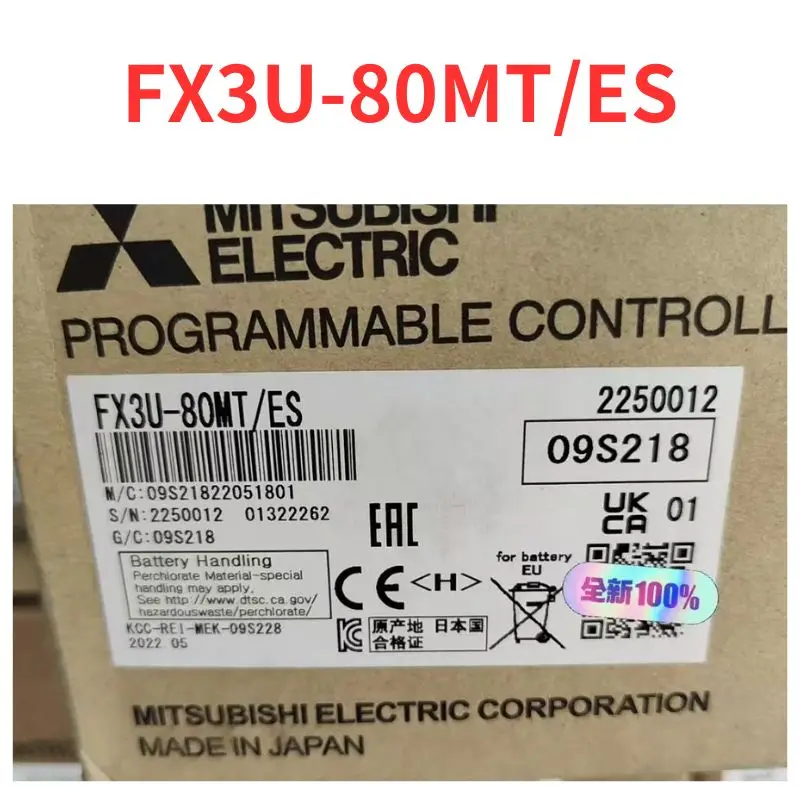 FX3U-80MT/ES
MITSUBISHI
ELECTRIC
PROGRAMMABLE CONTROLL
FX3U-80MT/ES
2250012
09S218
M/C:09S21822051801
S/N:2250012 01322262
G/C:09S218
EAC
UK
CA 01
Battery Handling
Perchlorate Material-special
handling may apply.
See http://www.dtsc.ca.gov/
hazardouswaste/perchlorate/
for battery
EU
CE <H>
全新100%
KCC-REI-MEK-09S228
2022.05
原产地 日本国
合格证
MITSUBISHI ELECTRIC CORPORATION
MADE IN JAPAN